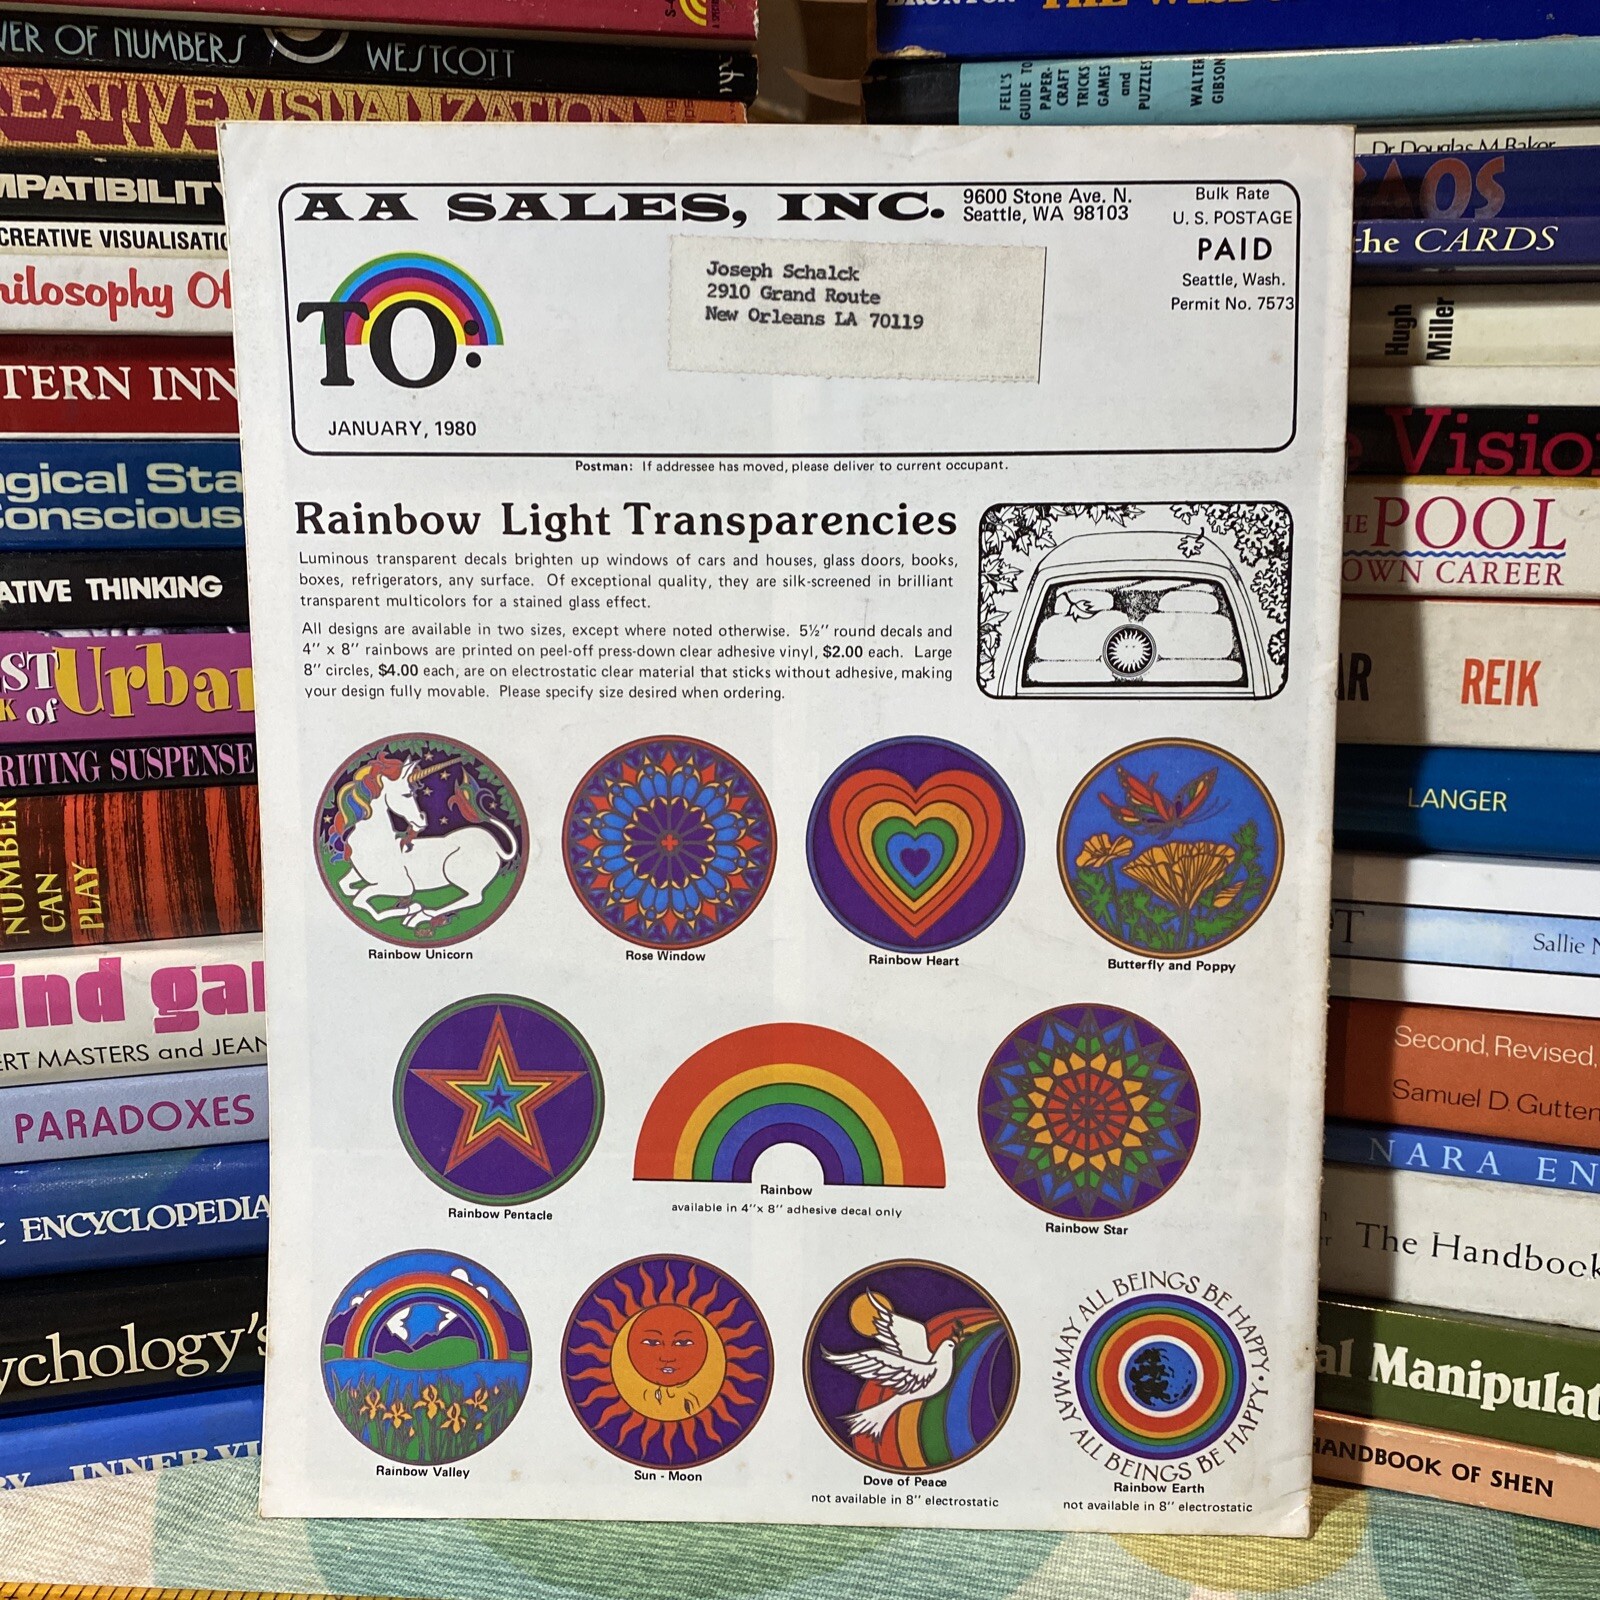 AA SALES, INC.
9600 Stone Ave. N.
Seattle, WA 98103
Bulk Rate
U. S. POSTAGE
PAID
Seattle, Wash.
Permit No. 7573
TO:
Joseph Schalck
2910 Grand Route
New Orleans LA 70119
JANUARY, 1980
Postman: If addressee has moved, please deliver to current occupant.
Rainbow Light Transparencies
Luminous transparent decals brighten up windows of cars and houses, glass doors, books,
boxes, refrigerators, any surface. Of exceptional quality, they are silk-screened in brilliant
transparent multicolors for a stained glass effect.
All designs are available in two sizes, except where noted otherwise. 5½" round decals and
4" x 8" rainbows are printed on peel-off press-down clear adhesive vinyl, $2.00 each. Large
8" circles, $4.00 each, are on electrostatic clear material that sticks without adhesive, making
your design fully movable. Please specify size desired when ordering.
Rainbow Unicorn
Rose Window
Rainbow Heart
Butterfly and Poppy
Rainbow Pentacle
Rainbow
available in 4"x 8" adhesive decal only
Rainbow Star
Rainbow Valley
Sun - Moon
Dove of Peace
not available in 8" electrostatic
MAY ALL BEINGS BE HAPPY • MAY ALL BEINGS BE HAPPY •
Rainbow Earth
not available in 8" electrostatic
OF NUMBERS
WESTCOTT
VISUALIZATION
CREATIVE VISUALISATIO
THINKING
of Urba
SUSPENSE
NUMBER
CAN
PLAY
MASTERS and JEAN
PARADOXES
ENCYCLOPEDIA
FELL'S
GUIDE TO
PAPER-
CRAFT
TRICKS
GAMES
and
PUZZLES
WALTER
GIBSON
Dr Douglas M Baker
the CARDS
Hugh
Miller
POOL
OWN CAREER
REIK
LANGER
Sallie
Second, Revised,
Samuel D. Gutten
NARA EN
The Handbook
Manipulat
HANDBOOK OF SHEN